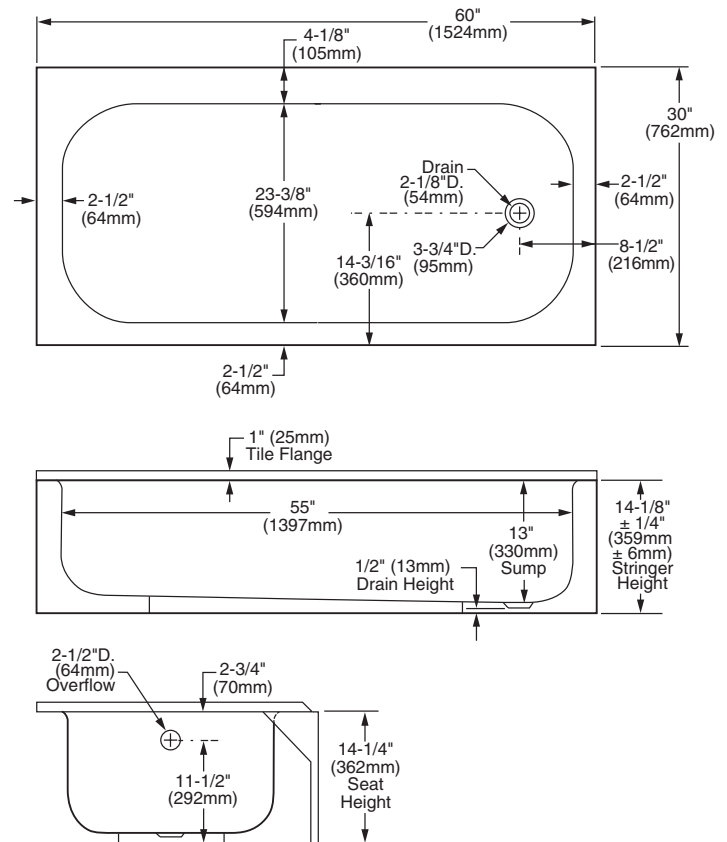 60"
(1524mm)
4-1/8"
(105mm)
30"
(762mm)
Drain
2-1/8"D.
(54mm)
2-1/2"
(64mm)
23-3/8"
(594mm)
2-1/2"
(64mm)
14-3/16"
(360mm)
3-3/4"D.
(95mm)
8-1/2"
(216mm)
2-1/2"
(64mm)
1" (25mm)
Tile Flange
55"
(1397mm)
13"
(330mm)
Sump
1/2" (13mm)
Drain Height
14-1/8"
± 1/4"
(359mm
± 6mm)
Stringer
Height
2-1/2"D.
(64mm)
Overflow
2-3/4"
(70mm)
11-1/2"
(292mm)
14-1/4"
(362mm)
Seat
Height